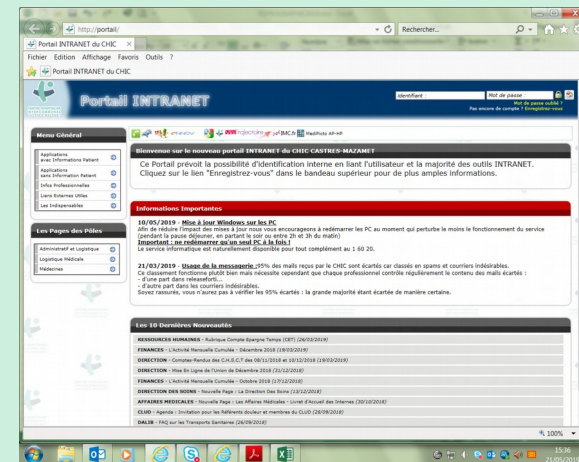 http://portail/
Rechercher...
Portail INTRANET du CHIC
Fichier Edition Affichage Favoris Outils ?
Portail INTRANET du CHIC
Portail INTRANET
Identifiant :
Mot de passe :
Mot de passe oublié ?
Pas encore de compte ? Enregistrez-vous
Menu Général
Applications
avec Informations Patient
Applications
sans Information Patient
Infos Professionnelles
Liens Externes Utiles
Les Indispensables
Les Pages des Pôles
Administratif et Logistique
Logistique Médicale
Médecines
Bienvenue sur le nouveau portail INTRANET du CHIC CASTRES-MAZAMET
Ce Portail prévoit la possibilité d'identification interne en liant l'utilisateur et la majorité des outils INTRANET.
Cliquez sur le lien "Enregistrez-vous" dans le bandeau supérieur pour de plus amples informations.
Informations Importantes
10/05/2019 - Mise à jour Windows sur les PC
Afin de réduire l'impact des mises à jour nous vous encourageons à redémarrer les PC au moment qui perturbe le moins le fonctionnement du service
(pendant la pause déjeuner, en partant le soir ou entre 2h et 3h du matin)
Important : ne redémarrer qu'un seul PC à la fois !
Le service informatique est naturellement disponible pour tout complément au 1 60 20.
21/03/2019 - Usage de la messagerie : 95% des mails reçus par le CHIC sont écartés car classés en spams et courriers indésirables.
Ce classement fonctionne plutôt bien mais nécessite cependant que chaque professionnel contrôle régulièrement le contenu des mails écartés :
- d'une part dans releaseforti...
- d'autre part dans les courriers indésirables.
Soyez rassurés, vous n'aurez pas à vérifier les 95% écartés : la grande majorité étant écartés de manière certaine.
Les 10 Dernières Nouveautés
RESSOURCES HUMAINES - Rubrique Compte Epargne Temps (CET) (26/03/2019)
FINANCES - L'Activité Mensuelle Cumulée - Décembre 2018 (19/03/2019)
DIRECTION - Comptes-Rendus des C.H.S.C.T des 08/11/2018 et 10/12/2018 (19/03/2019)
DIRECTION - Mise En Ligne de l'Union de Décembre 2018 (31/12/2018)
FINANCES - L'Activité Mensuelle Cumulée - Octobre 2018 (17/12/2018)
DIRECTION DES SOINS - Nouvelle Page : La Direction Des Soins (13/12/2018)
AFFAIRES MEDICALES - Nouvelle Page : Les Affaires Médicales - Livret d'Accueil des Internes (30/10/2018)
CLUD - Agenda : Invitation pour les Référents douleur et membres du CLUD (28/09/2018)
DALIB - FAQ sur les Transports Sanitaires (26/09/2018)
100%
15:36
21/05/2019